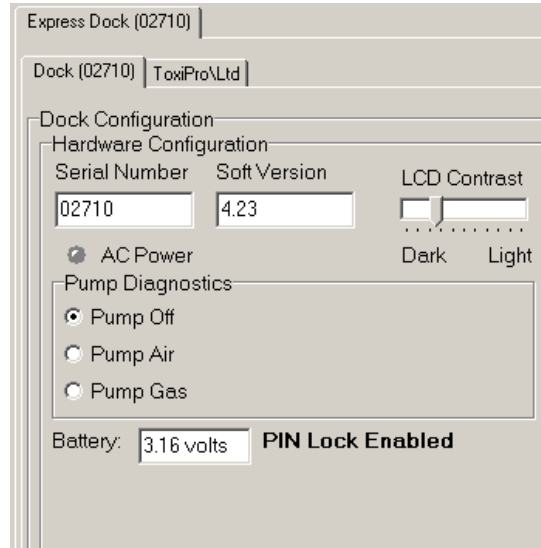 Express Dock (02710)
Dock (02710) ToxiPro\Ltd
Dock Configuration
Hardware Configuration
Serial Number Soft Version LCD Contrast
02710 4.23
AC Power Dark Light
Pump Diagnostics
Pump Off
Pump Air
Pump Gas
Battery: 3.16 volts PIN Lock Enabled